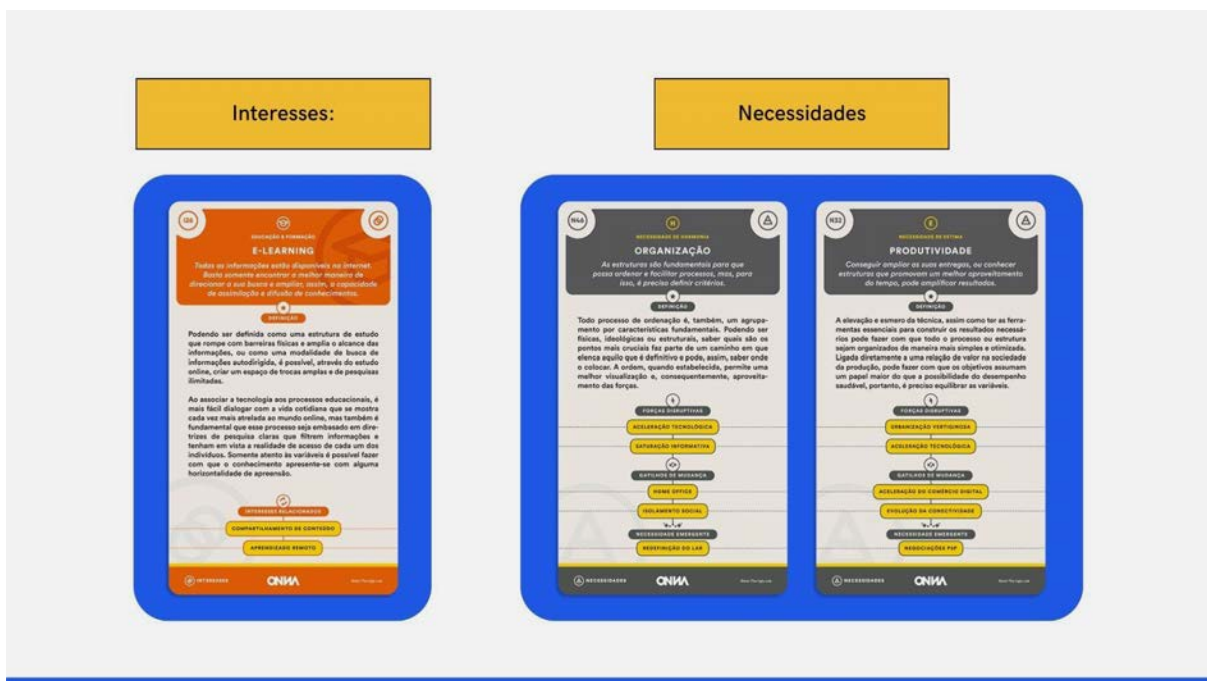 Interesses:
Necessidades
I26
EDUCAÇÃO E FORMAÇÃO
E-LEARNING
Todas as informações estão disponíveis na internet.
Basta somente encontrar a melhor maneira de
direcionar a sua busca e ampliar, assim, a capacidade
de assimilação e difusão de conhecimentos.
DEFINIÇÃO
Podendo ser definida como uma estrutura de estudo
que rompe com barreiras físicas e amplia o alcance das
informações, ou como uma modalidade de busca de
informações autodirigida, é possível, através do estudo
online, criar um espaço de trocas amplas e de pesquisas
ilimitadas.
Ao associar a tecnologia aos processos educacionais, é
mais fácil dialogar com a vida cotidiana que se mostra
cada vez mais atrelada ao mundo online, mas também é
fundamental que esse processo seja embasado em dire-
trizes de pesquisa claras que filtrem informações e
tenham em vista a realidade de acesso de cada um dos
indivíduos. Somente atento às variáveis é possível fazer
com que o conhecimento apresente-se com alguma
horizontalidade de apreensão.
INTERESSES RELACIONADOS
COMPARTILHAMENTO DE CONTEÚDO
APRENDIZADO REMOTO
INTERESSES
N46
H
NECESSIDADE DE HARMONIA
ORGANIZAÇÃO
As estruturas são fundamentais para que
possa ordenar e facilitar processos, mas, para
isso, é preciso definir critérios.
DEFINIÇÃO
Todo processo de ordenação é, também, um agrupa-
mento por características fundamentais. Podendo ser
físicas, ideológicas ou estruturais, saber quais são os
pontos mais cruciais faz parte de um caminho em que
elenca aquilo que é definitivo e pode, assim, saber onde
o colocar. A ordem, quando estabelecida, permite uma
melhor visualização e, consequentemente, aproveita-
mento das forças.
FORÇAS DISRUPTIVAS
ACELERAÇÃO TECNOLÓGICA
SATURAÇÃO INFORMATIVA
GATILHOS DE MUDANÇA
HOME OFFICE
ISOLAMENTO SOCIAL
NECESSIDADE EMERGENTE
REDEFINIÇÃO DO LAR
NECESSIDADES
N32
E
NECESSIDADE DE ESTIMA
PRODUTIVIDADE
Conseguir ampliar as suas entregas, ou conhecer
estruturas que promovam um melhor aproveitamento
do tempo, pode amplificar resultados.
DEFINIÇÃO
A elevação e esmero da técnica, assim como ter as ferra-
mentas essenciais para construir os resultados necessá-
rios pode fazer com que todo o processo ou estrutura
sejam organizados de maneira mais simples e otimizada.
Ligada diretamente a uma relação de valor na sociedade
da produção, pode fazer com que os objetivos assumam
um papel maior do que a possibilidade do desempenho
saudável, portanto, é preciso equilibrar as variáveis.
FORÇAS DISRUPTIVAS
URBANIZAÇÃO VERTIGINOSA
ACELERAÇÃO TECNOLÓGICA
GATILHOS DE MUDANÇA
ACELERAÇÃO DO COMÉRCIO DIGITAL
EVOLUÇÃO DA CONECTIVIDADE
NECESSIDADE EMERGENTE
NEGOCIAÇÕES P2P
NECESSIDADES